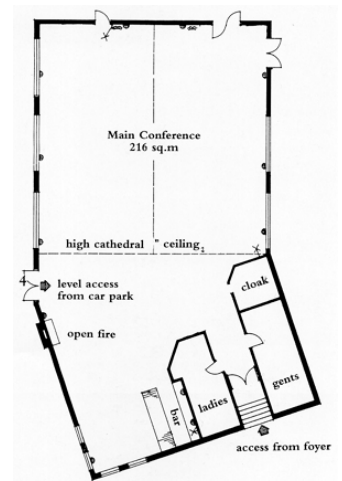 Main Conference
216 sq.m
high cathedral " ceiling
level access
from car park
cloak
open fire
bar
ladies
gents
access from foyer